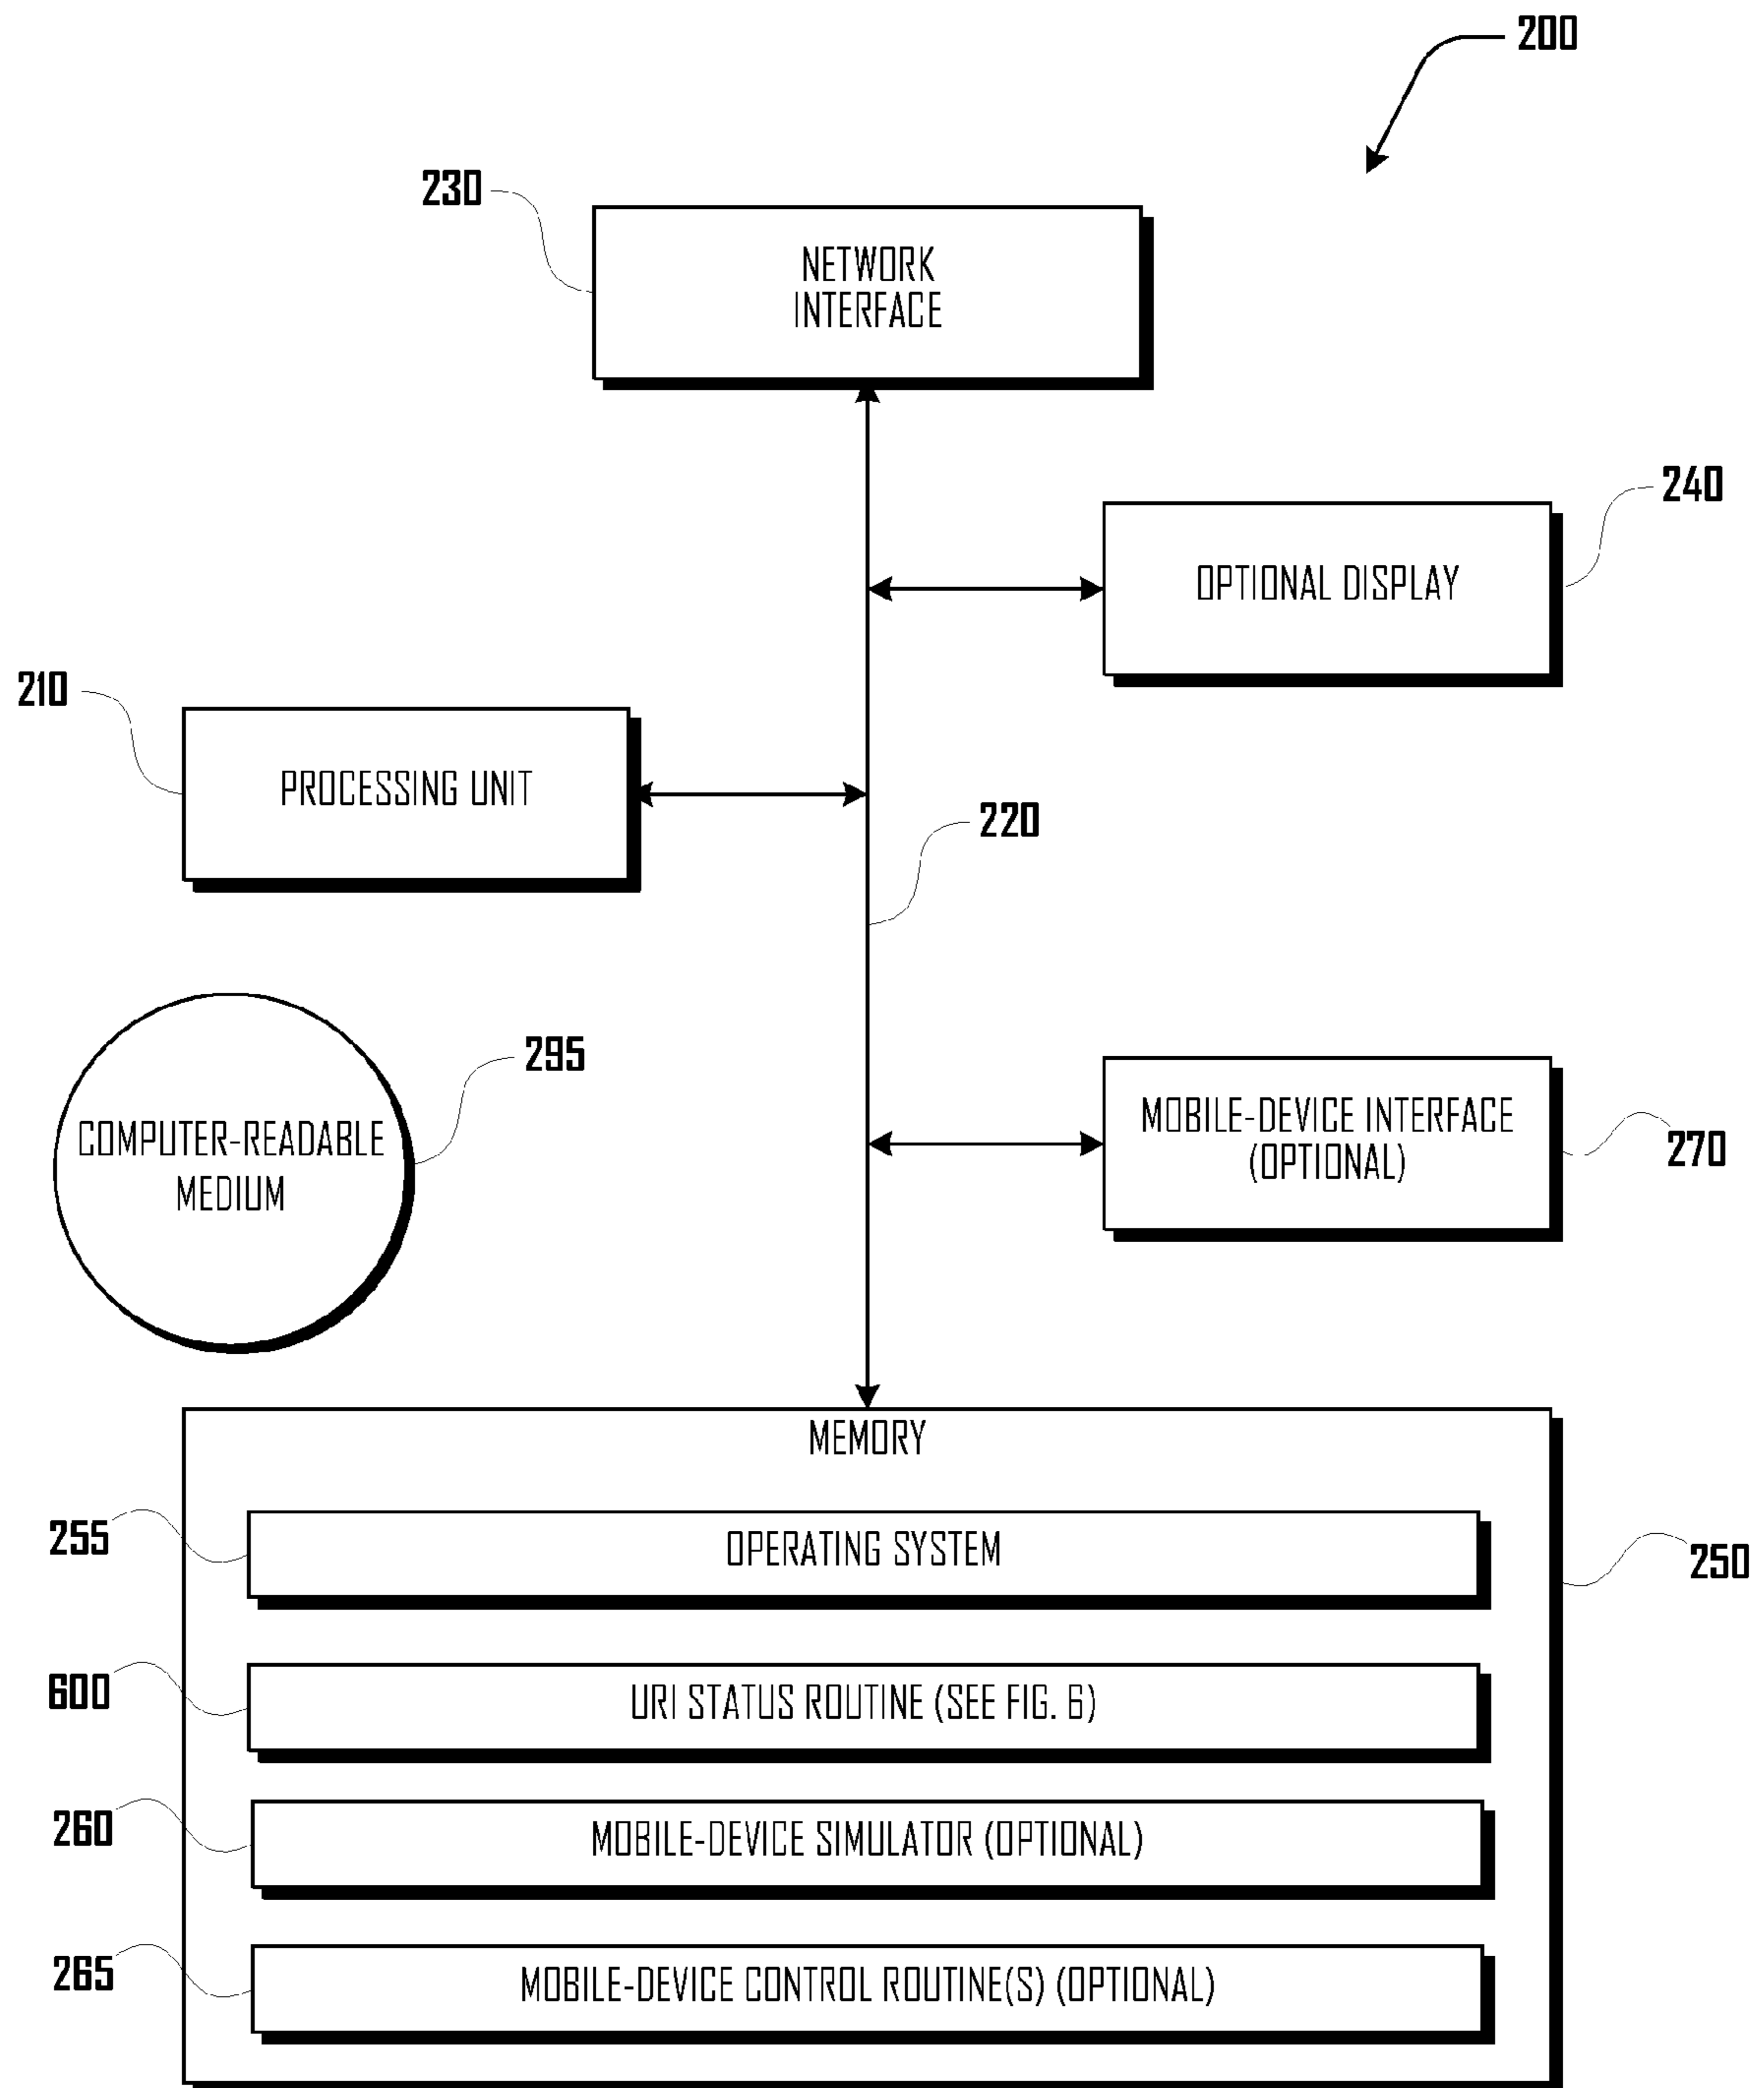 200
230
NETWORK
INTERFACE
240
OPTIONAL DISPLAY
210
PROCESSING UNIT
220
295
COMPUTER-READABLE
MEDIUM
MOBILE-DEVICE INTERFACE
(OPTIONAL)
270
MEMORY
255
OPERATING SYSTEM
250
600
URI STATUS ROUTINE (SEE FIG. 6)
260
MOBILE-DEVICE SIMULATOR (OPTIONAL)
265
MOBILE-DEVICE CONTROL ROUTINE(S) (OPTIONAL)